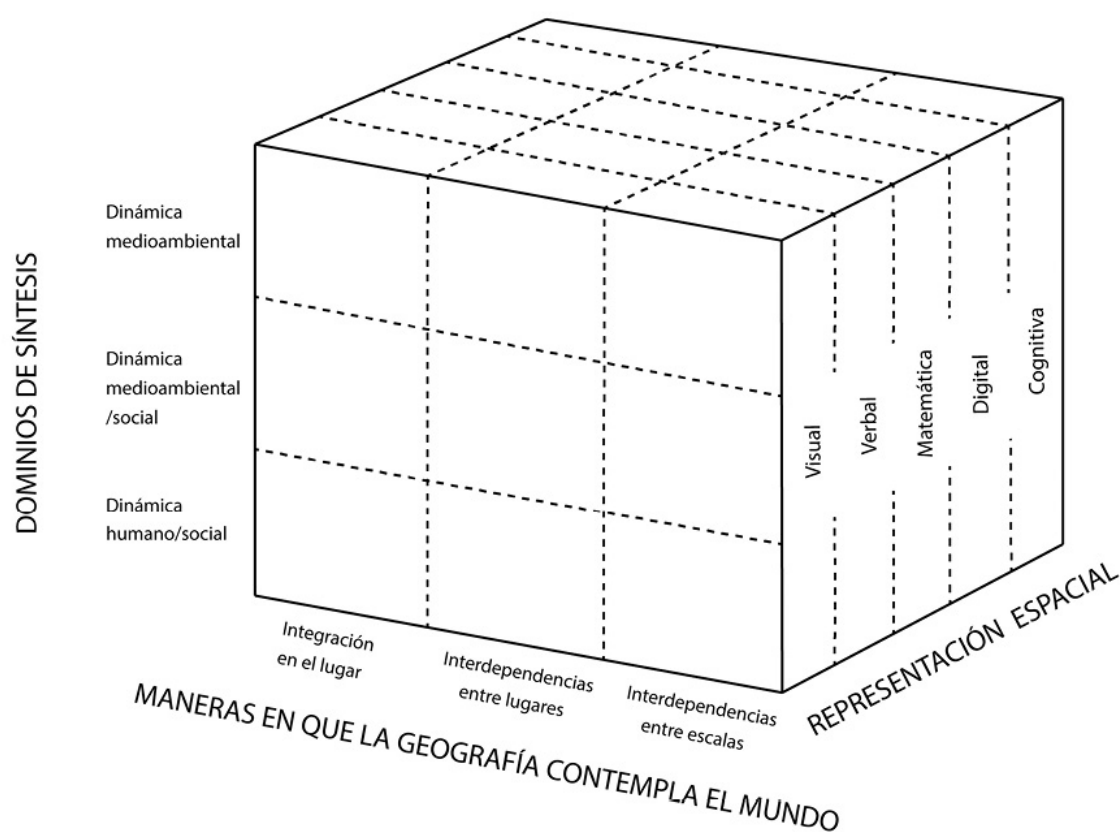 DOMINIOS DE SÍNTESIS
Dinámica
medioambiental
Dinámica
medioambiental
/social
Dinámica
humano/social
Integración
en el lugar
Interdependencias
entre lugares
Interdependencias
entre escalas
MANERAS EN QUE LA GEOGRAFÍA CONTEMPLA EL MUNDO
Visual
Verbal
Matemática
Digital
Cognitiva
REPRESENTACIÓN ESPACIAL